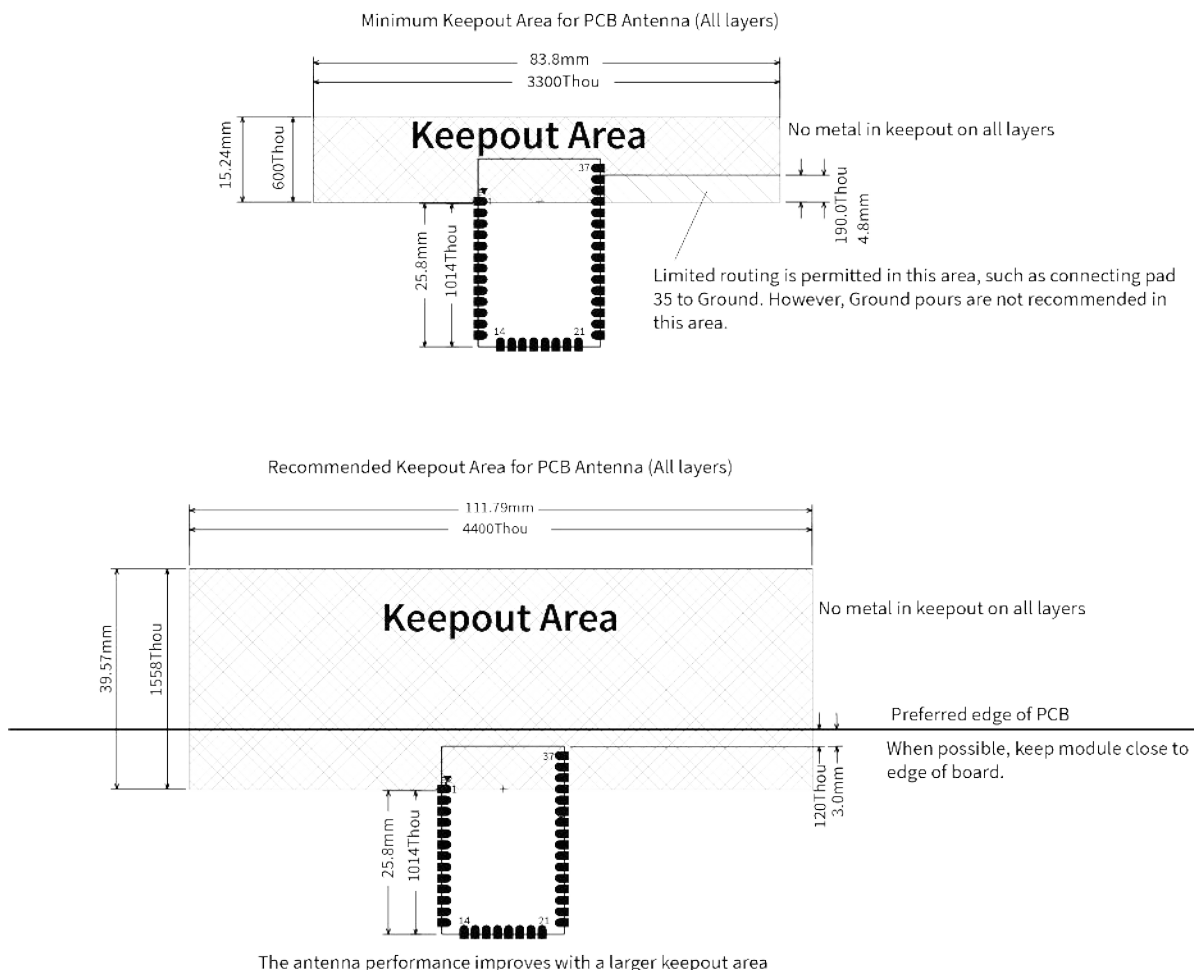 Minimum Keepout Area for PCB Antenna (All layers)
83.8mm
3300Thou
Keepout Area
No metal in keepout on all layers
15.24mm
600Thou
37
1
190.0Thou
4.8mm
25.8mm
1014Thou
Limited routing is permitted in this area, such as connecting pad
35 to Ground. However, Ground pours are not recommended in
this area.
14
21
Recommended Keepout Area for PCB Antenna (All layers)
111.79mm
4400Thou
Keepout Area
No metal in keepout on all layers
39.57mm
1558Thou
Preferred edge of PCB
When possible, keep module close to
edge of board.
37
1
120Thou
3.0mm
25.8mm
1014Thou
14
21
The antenna performance improves with a larger keepout area